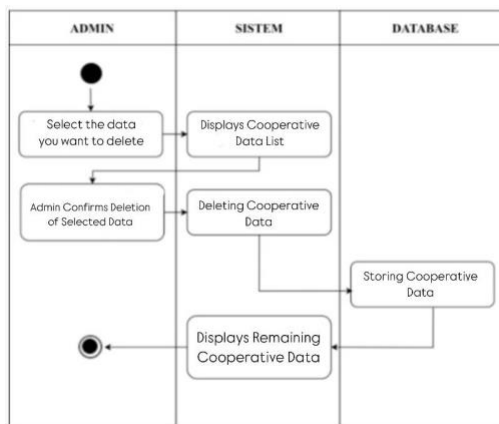 ADMIN
SISTEM
DATABASE
Select the data
you want to delete
Displays Cooperative
Data List
Admin Confirms Deletion
of Selected Data
Deleting Cooperative
Data
Storing Cooperative
Data
Displays Remaining
Cooperative Data